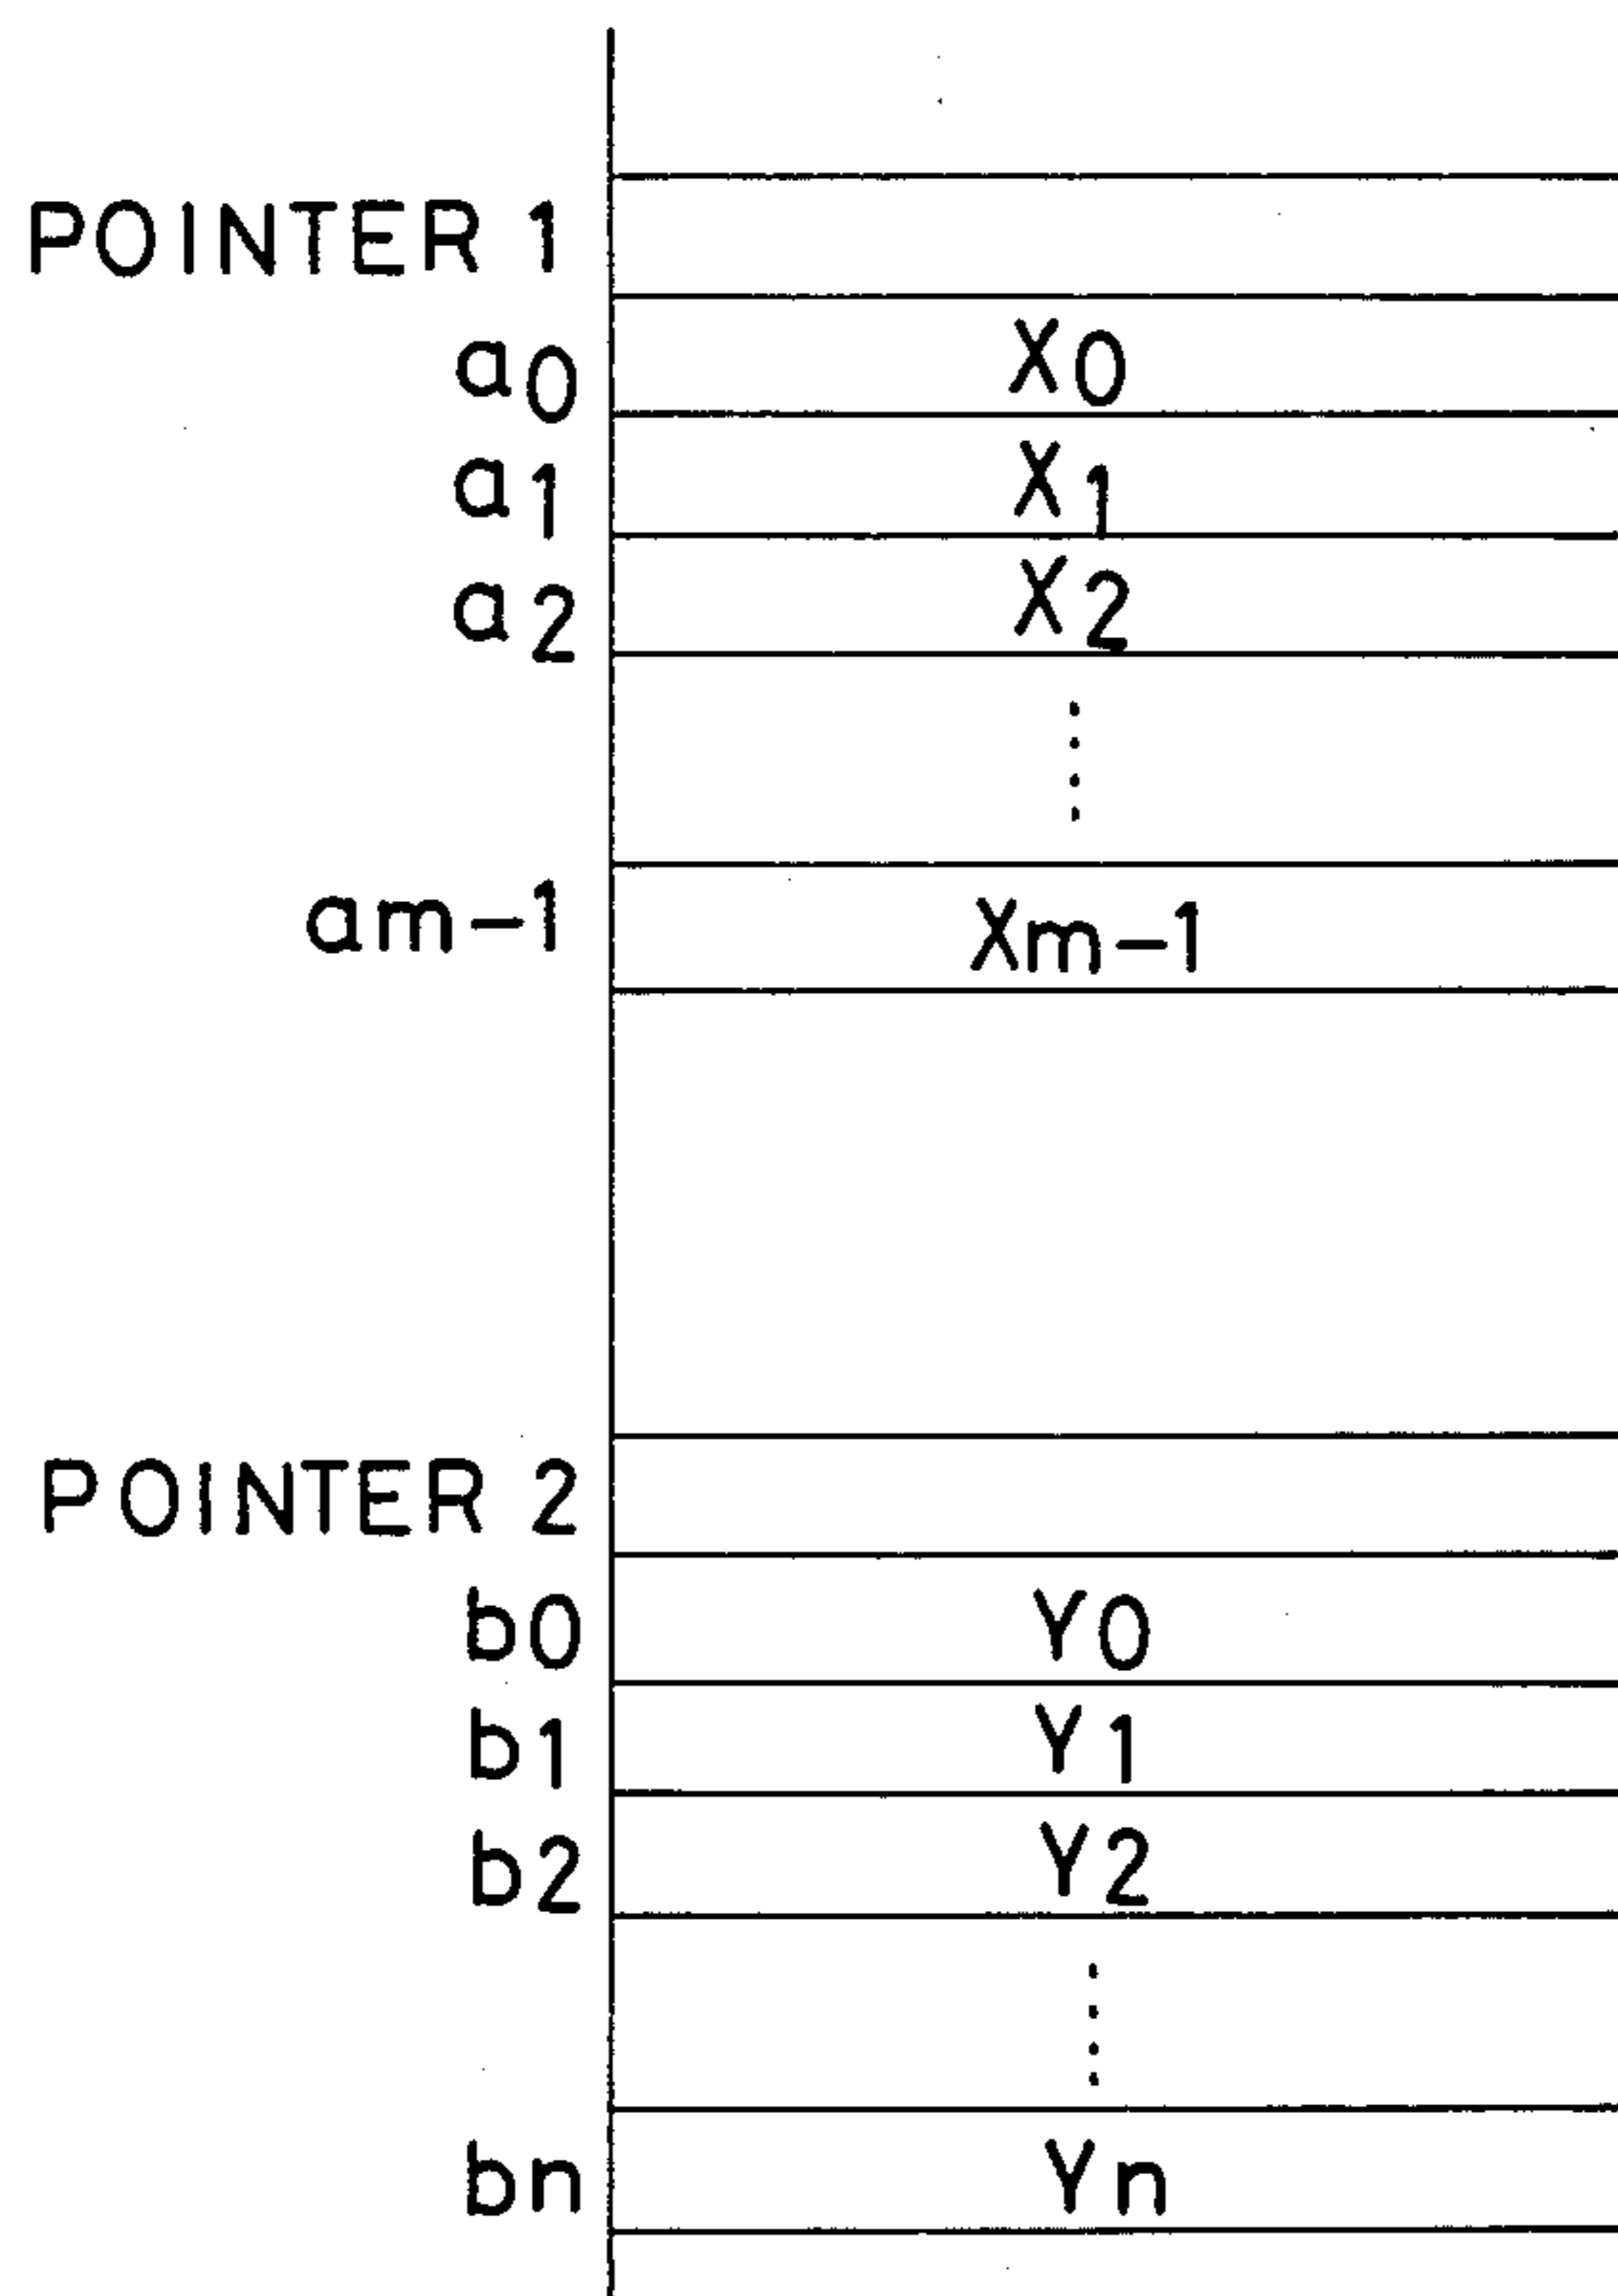 POINTER 1
a0 X0
a1 X1
a2 X2
am-1 Xm-1
POINTER 2
b0 Y0
b1 Y1
b2 Y2
bn Yn